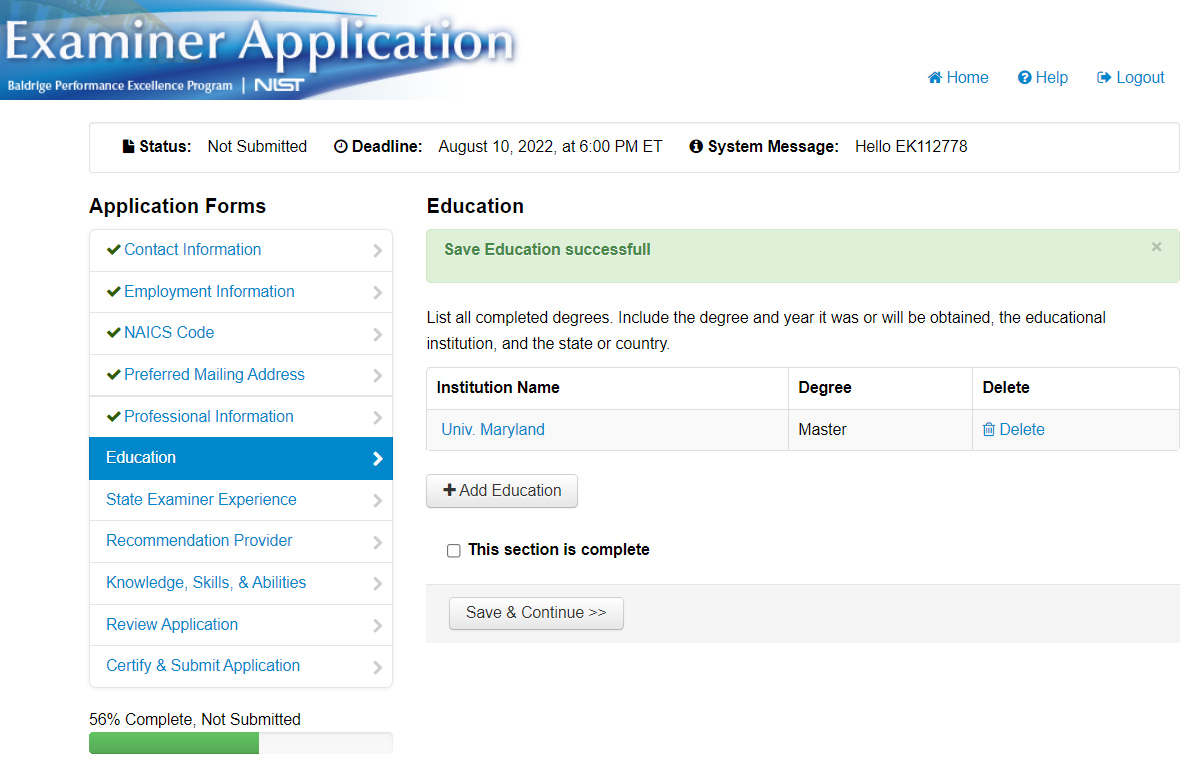 Examiner Application
Baldrige Performance Excellence Program | NIST
Home Help Logout
Status: Not Submitted Deadline: August 10, 2022, at 6:00 PM ET System Message: Hello EK112778
Application Forms
Contact Information
Employment Information
NAICS Code
Preferred Mailing Address
Professional Information
Education
State Examiner Experience
Recommendation Provider
Knowledge, Skills, & Abilities
Review Application
Certify & Submit Application
56% Complete, Not Submitted
Education
Save Education successfull ×
List all completed degrees. Include the degree and year it was or will be obtained, the educational
institution, and the state or country.
Institution Name Degree Delete
Univ. Maryland Master Delete
Add Education
This section is complete
Save & Continue >>